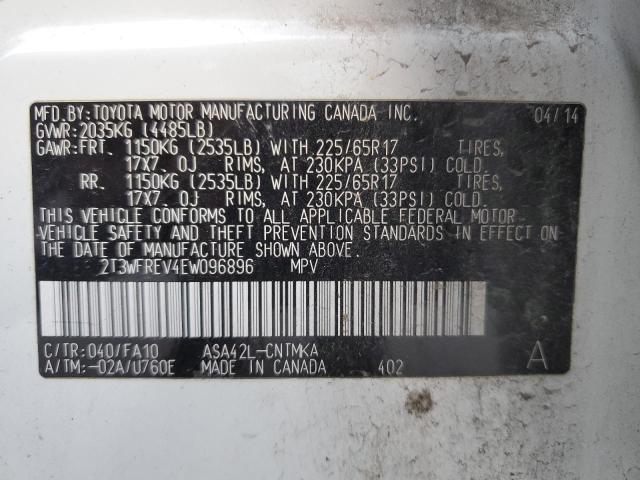 MFD.BY:TOYOTA MOTOR MANUFACTURING CANADA INC. 04/14
GVWR:2035KG (4485LB)
GAWR:FRT. 1150KG (2535LB) WITH 225/65R17 TIRES,
17X7.0J RIMS, AT 230KPA (33PSI) COLD.
RR. 1150KG (2535LB) WITH 225/65R17 TIRES,
17X7.0J RIMS, AT 230KPA (33PSI) COLD.
THIS VEHICLE CONFORMS TO ALL APPLICABLE FEDERAL MOTOR
VEHICLE SAFETY AND THEFT PREVENTION STANDARDS IN EFFECT ON
THE DATE OF MANUFACTURE SHOWN ABOVE.
2T3WFREV4EW096896 MPV
C/TR:040/FA10 ASA42L-CNTMKA A
A/TM:-02A/U760E MADE IN CANADA 402